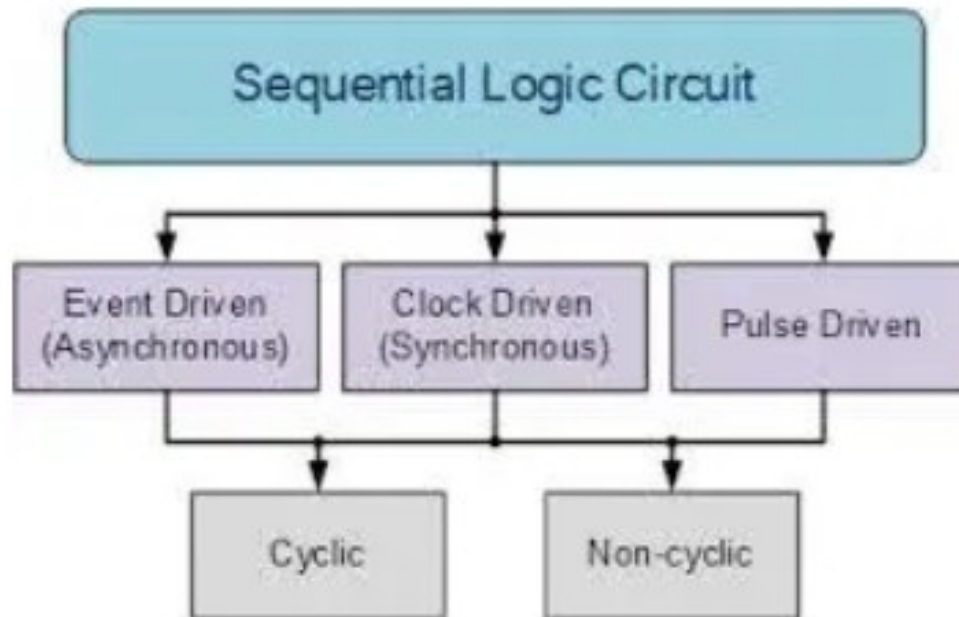 Sequential Logic Circuit
Event Driven
(Asynchronous)
Clock Driven
(Synchronous)
Pulse Driven
Cyclic
Non-cyclic